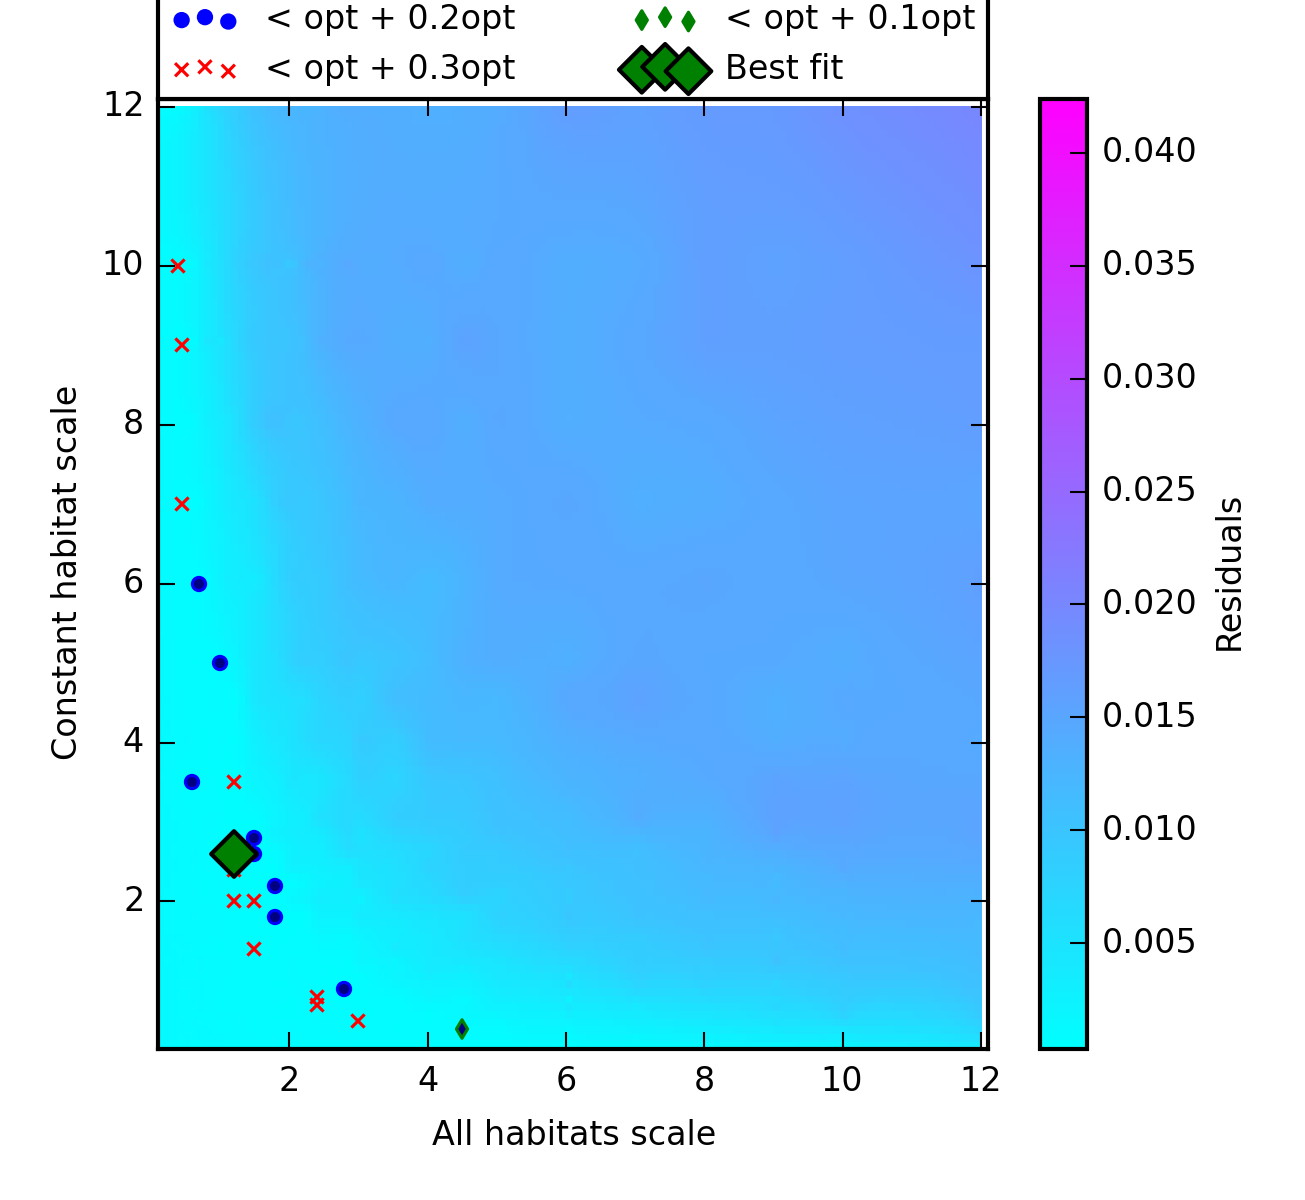 < opt + 0.2opt
< opt + 0.1opt
< opt + 0.3opt
Best fit
12
10
8
6
4
2
Constant habitat scale
2 4 6 8 10 12
All habitats scale
0.040
0.035
0.030
0.025
0.020
0.015
0.010
0.005
Residuals